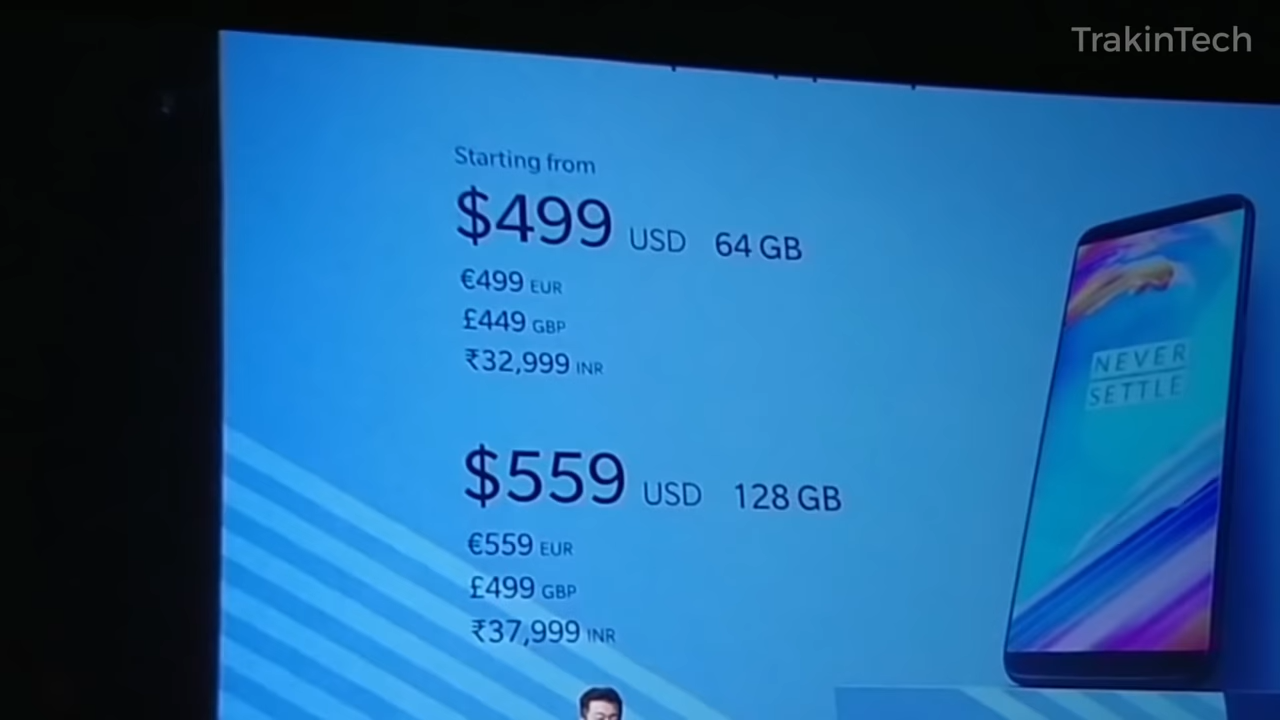 TrakinTech
Starting from
$499 USD 64 GB
€499 EUR
£449 GBP
₹32,999 INR
$559 USD 128 GB
€559 EUR
£499 GBP
₹37,999 INR
NEVER
SETTLE